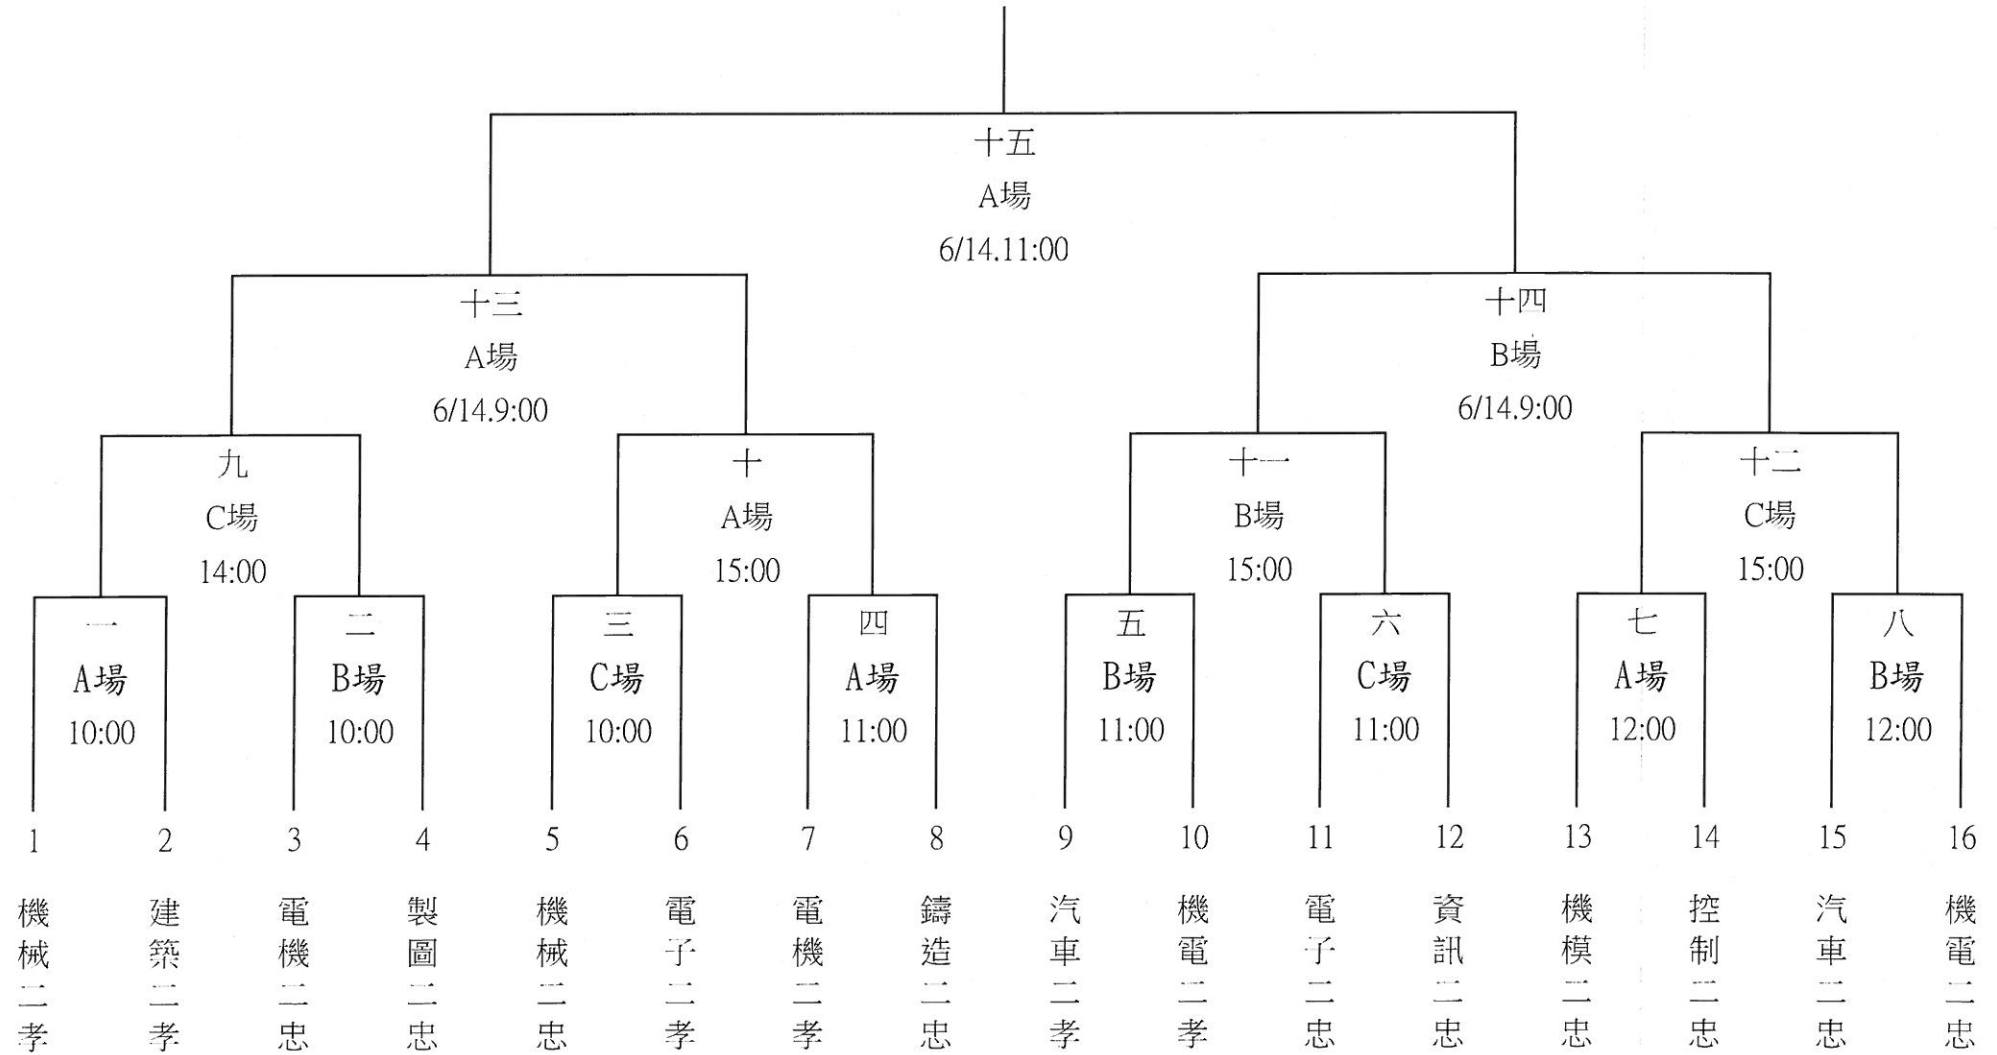 十五
A場
6/14.11:00
十三
A場
6/14.9:00
十四
B場
6/14.9:00
九
C場
14:00
十
A場
15:00
十一
B場
15:00
十二
C場
15:00
一
A場
10:00
二
B場
10:00
三
C場
10:00
四
A場
11:00
五
B場
11:00
六
C場
11:00
七
A場
12:00
八
B場
12:00
1
機械二孝
2
建築二孝
3
電機二忠
4
製圖二忠
5
機械二忠
6
電子二孝
7
電機二孝
8
鑄造二忠
9
汽車二孝
10
機電二孝
11
電子二忠
12
資訊二忠
13
機模二忠
14
控制二忠
15
汽車二忠
16
機電二忠